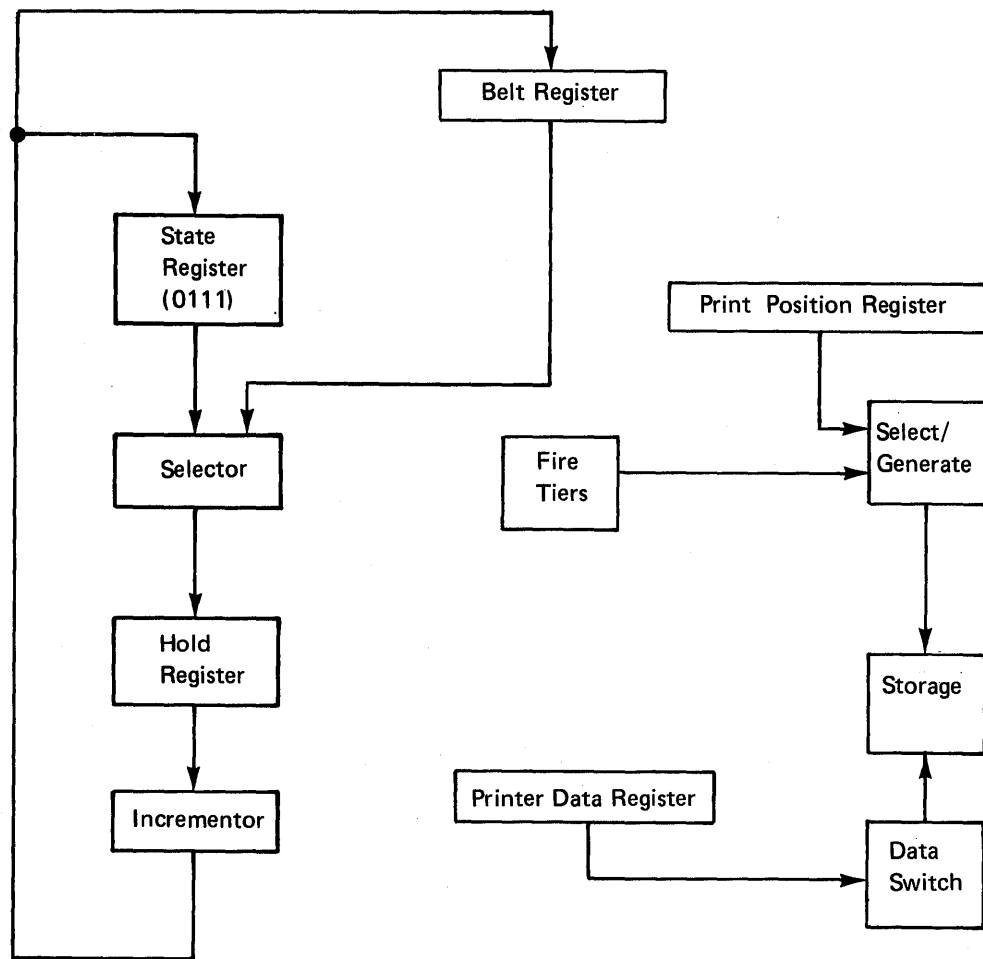 Belt Register
State
Register
(0111)
Print Position Register
Select/
Generate
Fire
Tiers
Selector
Hold
Register
Storage
Printer Data Register
Incrementor
Data
Switch